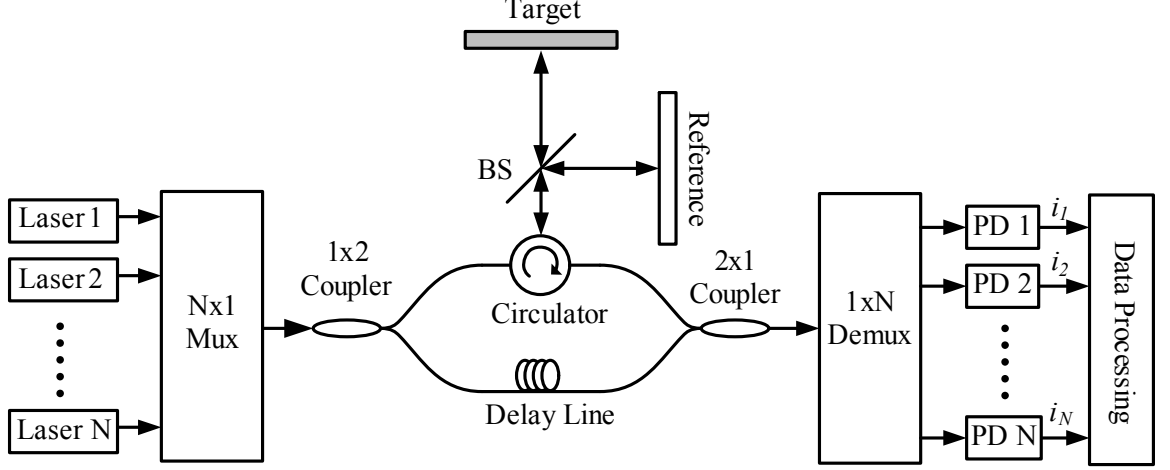 Target
BS
Reference
Laser 1
Laser 2
Laser N
Nx1
Mux
1x2
Coupler
Circulator
Delay Line
2x1
Coupler
1xN
Demux
PD 1
PD 2
PD N
i1
i2
iN
Data Processing